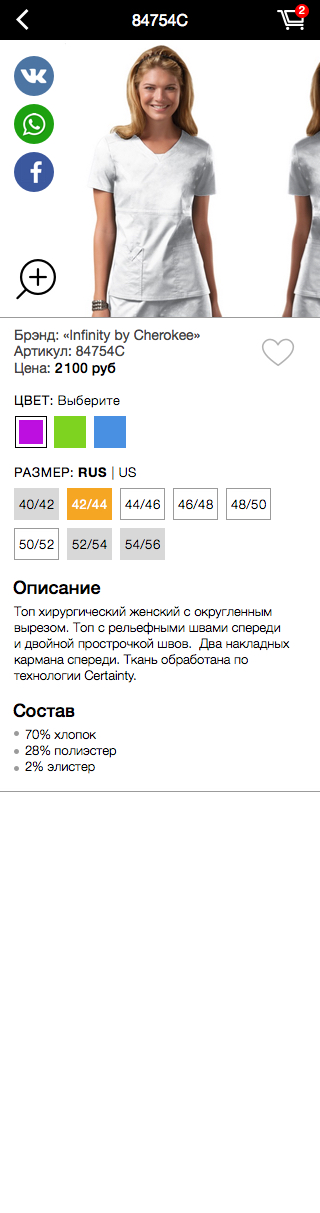 84754C
2
Брэнд: «Infinity by Cherokee»
Артикул: 84754C
Цена: 2100 руб
ЦВЕТ: Выберите
РАЗМЕР: RUS | US
40/42 42/44 44/46 46/48 48/50
50/52 52/54 54/56
Описание
Топ хирургический женский с округленным
вырезом. Топ с рельефными швами спереди
и двойной прострочкой швов. Два накладных
кармана спереди. Ткань обработана по
технологии Certainty.
Состав
70% хлопок
28% полиэстер
2% элистер